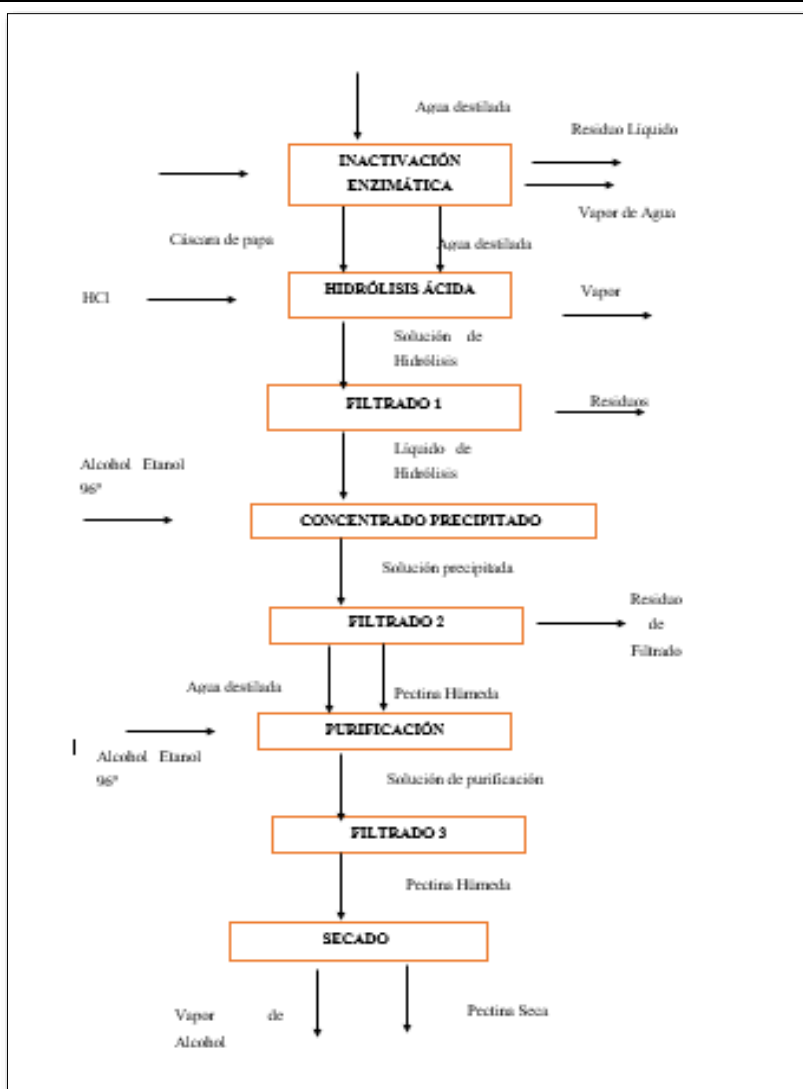 Agua destilada
Residuo Líquido
INACTIVACIÓN
ENZIMÁTICA
Vapor de Agua
Cáscara de papa
Agua destilada
HIDRÓLISIS ÁCIDA
Vapor
HCl
Solución de
Hidrólisis
FILTRADO 1
Residuos
Líquido de
Hidrólisis
Alcohol Etanol
96º
CONCENTRADO PRECIPITADO
Solución precipitada
Residuo
de
Filtrado
FILTRADO 2
Agua destilada
Pectina Húmeda
PURIFICACIÓN
Alcohol Etanol
96º
Solución de purificación
FILTRADO 3
Pectina Húmeda
SECADO
Vapor de
Alcohol
Pectina Seca